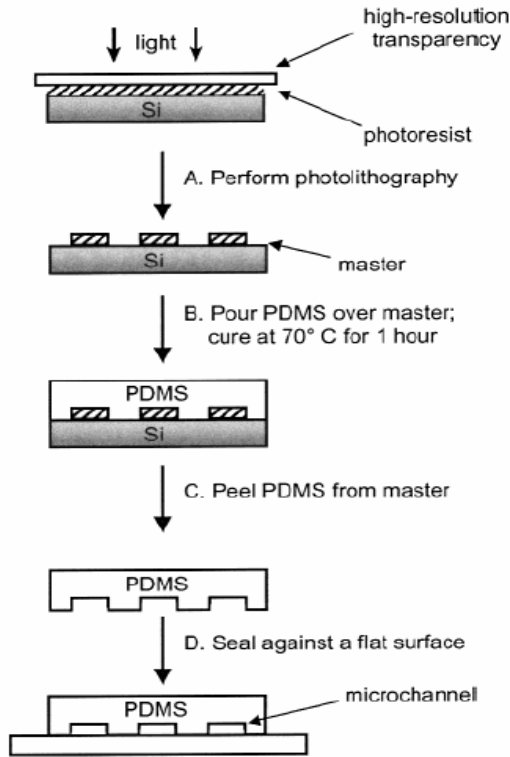 high-resolution
transparency
light
Si
photoresist
A. Perform photolithography
Si
master
B. Pour PDMS over master;
cure at 70° C for 1 hour
PDMS
Si
C. Peel PDMS from master
PDMS
D. Seal against a flat surface
microchannell
PDMS